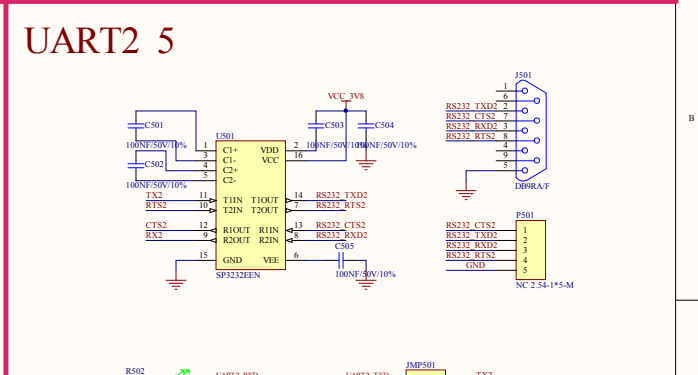 UART2 5
B
J501
1
6
RS232_TXD2 2
RS232_CTS2 7
RS232_RXD2 3
RS232_RTS2 8
4
9
5
DB9RA/F
VCC_3V8
C501
100NF/50V/10%
C502
100NF/50V/10%
C503
C504
100NF/50V/10%
U501
1 C1+ VDD 2
3 C1- VCC 16
4 C2+
5 C2-
TX2 11 T1IN T1OUT 14 RS232_TXD2
RTS2 10 T2IN T2OUT 7 RS232_RTS2
CTS2 12 R1OUT R1IN 13 RS232_CTS2
RX2 9 R2OUT R2IN 8 RS232_RXD2
15 GND VEE 6
SP3232EEN
C505
100NF/50V/10%
P501
RS232_CTS2 1
RS232_TXD2 2
RS232_RXD2 3
RS232_RTS2 4
GND 5
NC 2.54-1*5-M
R502
JMP501